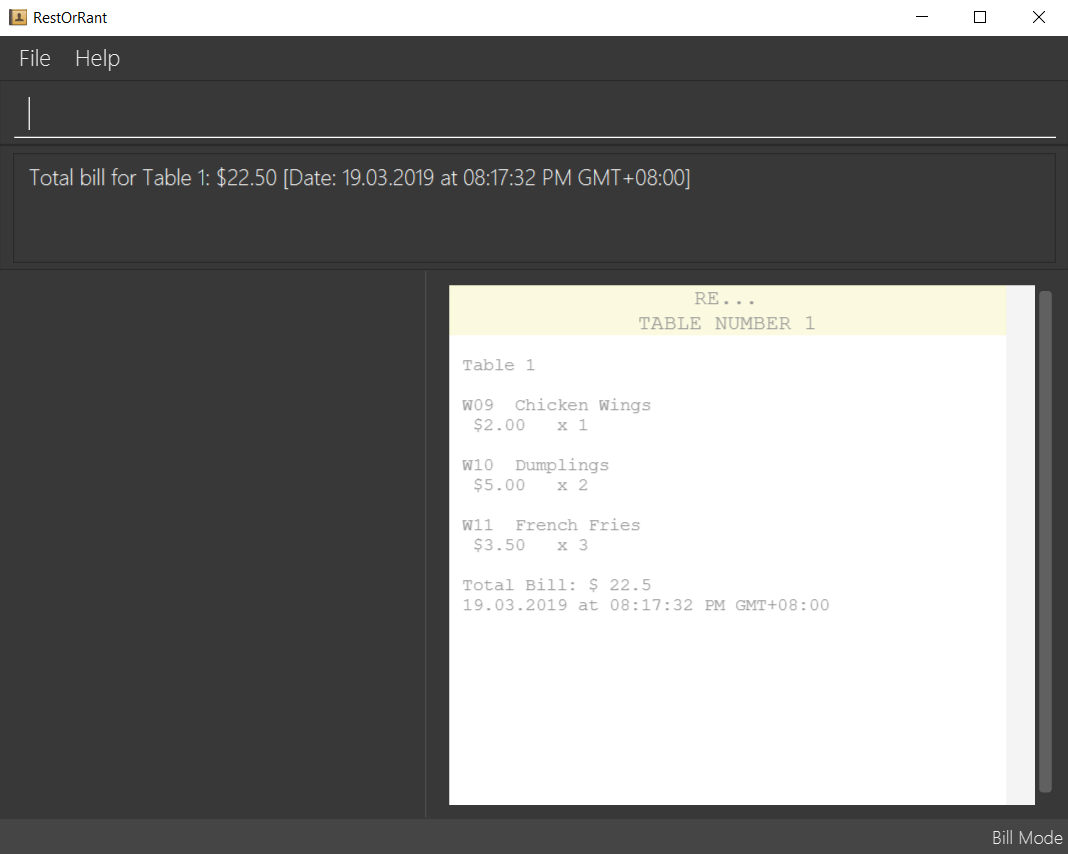 RestOrRant
File Help
Total bill for Table 1: $22.50 [Date: 19.03.2019 at 08:17:32 PM GMT+08:00]
RE...
TABLE NUMBER 1
Table 1
W09 Chicken Wings
$2.00 x 1
W10 Dumplings
$5.00 x 2
W11 French Fries
$3.50 x 3
Total Bill: $ 22.5
19.03.2019 at 08:17:32 PM GMT+08:00
Bill Mode